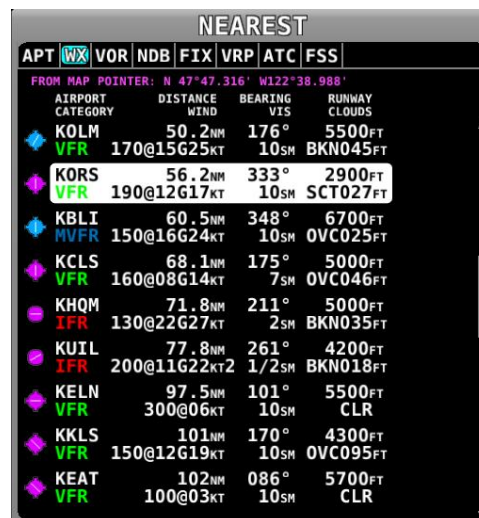 NEAREST
APT WX VOR NDB FIX VRP ATC FSS
FROM MAP POINTER: N 47°47.316' W122°38.988'
AIRPORT DISTANCE BEARING RUNWAY
CATEGORY WIND VIS CLOUDS
KOLM 50.2NM 176° 5500FT
VFR 170@15G25KT 10SM BKN045FT
KORS 56.2NM 333° 2900FT
VFR 190@12G17KT 10SM SCT027FT
KBLI 60.5NM 348° 6700FT
MVFR 150@16G24KT 10SM OVC025FT
KCLS 68.1NM 175° 5000FT
VFR 160@08G14KT 7SM OVC046FT
KHQM 71.8NM 211° 5000FT
IFR 130@22G27KT 2SM BKN035FT
KUIL 77.8NM 261° 4200FT
IFR 200@11G22KT2 1/2SM BKN018FT
KELN 97.5NM 101° 5500FT
VFR 300@06KT 10SM CLR
KKLS 101NM 170° 4300FT
VFR 150@12G19KT 10SM OVC095FT
KEAT 102NM 086° 5700FT
VFR 100@03KT 10SM CLR